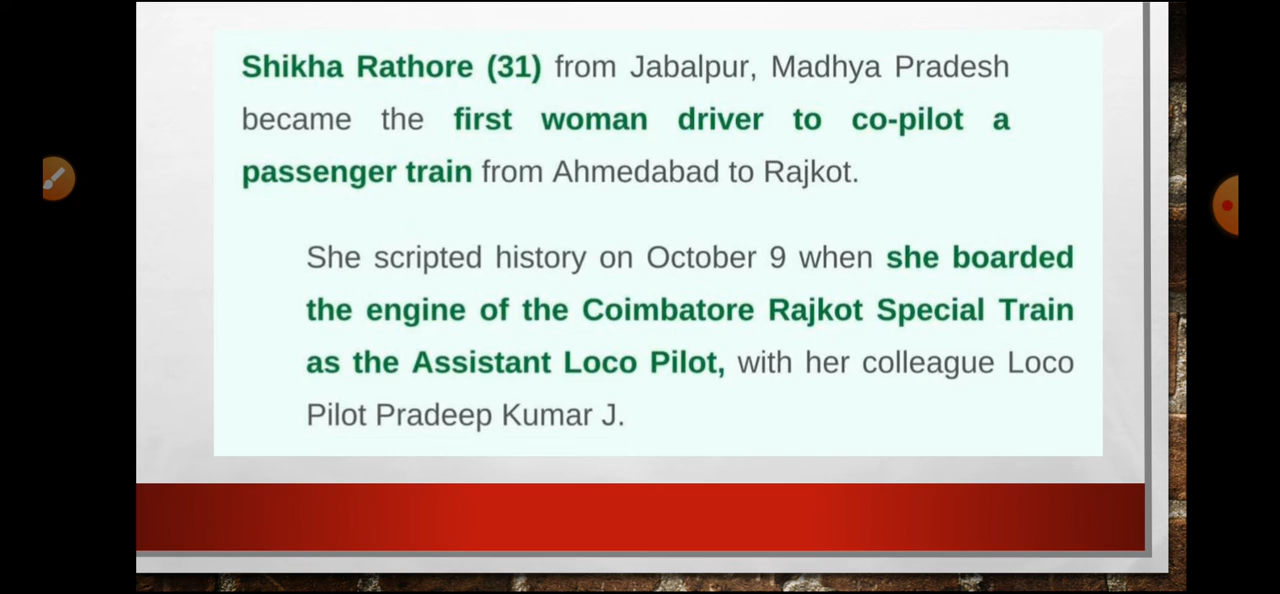 Shikha Rathore (31) from Jabalpur, Madhya Pradesh
became the first woman driver to co-pilot a
passenger train from Ahmedabad to Rajkot.
She scripted history on October 9 when she boarded
the engine of the Coimbatore Rajkot Special Train
as the Assistant Loco Pilot, with her colleague Loco
Pilot Pradeep Kumar J.